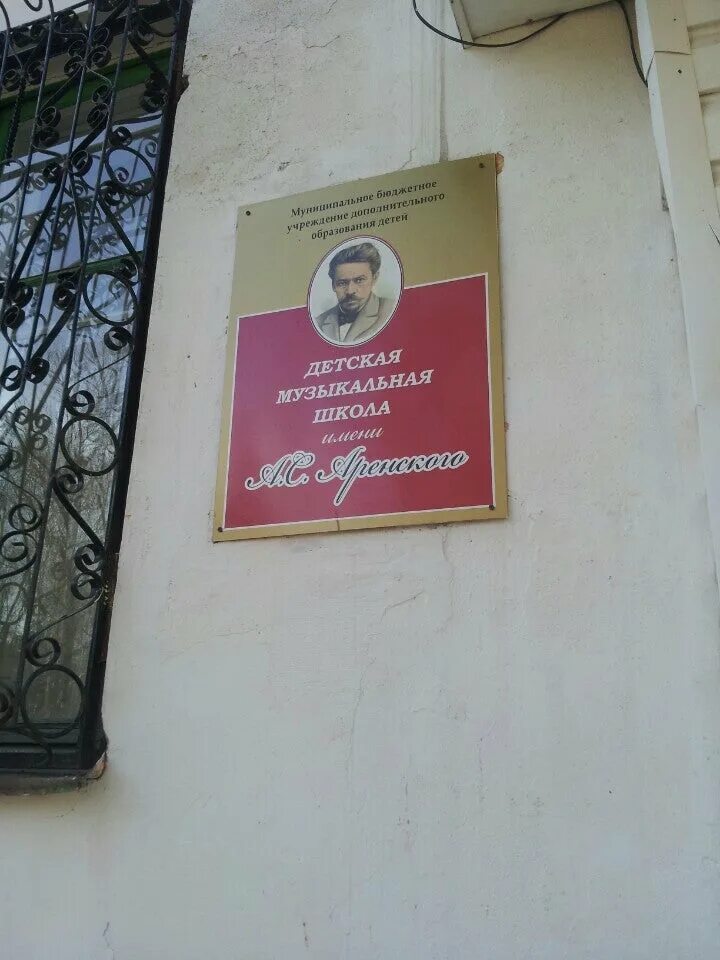 Муниципальное бюджетное
учреждение дополнительного
образования детей
ДЕТСКАЯ
МУЗЫКАЛЬНАЯ
ШКОЛА
имени
А.С. Аренского